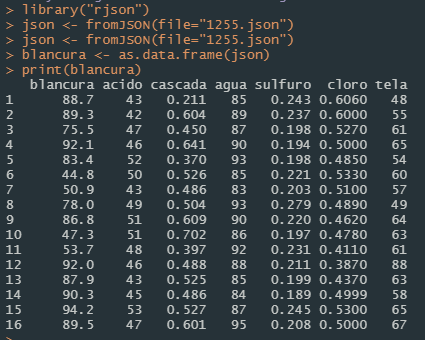 > library("rjson")
> json <- fromJSON(file="1255.json")
> json <- fromJSON(file="1255.json")
> blancura <- as.data.frame(json)
> print(blancura)
   blancura acido cascada agua sulfuro  cloro tela
1      88.7    43   0.211   85   0.243 0.6060   48
2      89.3    42   0.604   89   0.237 0.6000   55
3      75.5    47   0.450   87   0.198 0.5270   61
4      92.1    46   0.641   90   0.194 0.5000   65
5      83.4    52   0.370   93   0.198 0.4850   54
6      44.8    50   0.526   85   0.221 0.5330   60
7      50.9    43   0.486   83   0.203 0.5100   57
8      78.0    49   0.504   93   0.279 0.4890   49
9      86.8    51   0.609   90   0.220 0.4620   64
10     47.3    51   0.702   86   0.197 0.4780   63
11     53.7    48   0.397   92   0.231 0.4110   61
12     92.0    46   0.488   88   0.211 0.3870   88
13     87.9    43   0.525   85   0.199 0.4370   63
14     90.3    45   0.486   84   0.189 0.4999   58
15     94.2    53   0.527   87   0.245 0.5300   65
16     89.5    47   0.601   95   0.208 0.5000   67
>